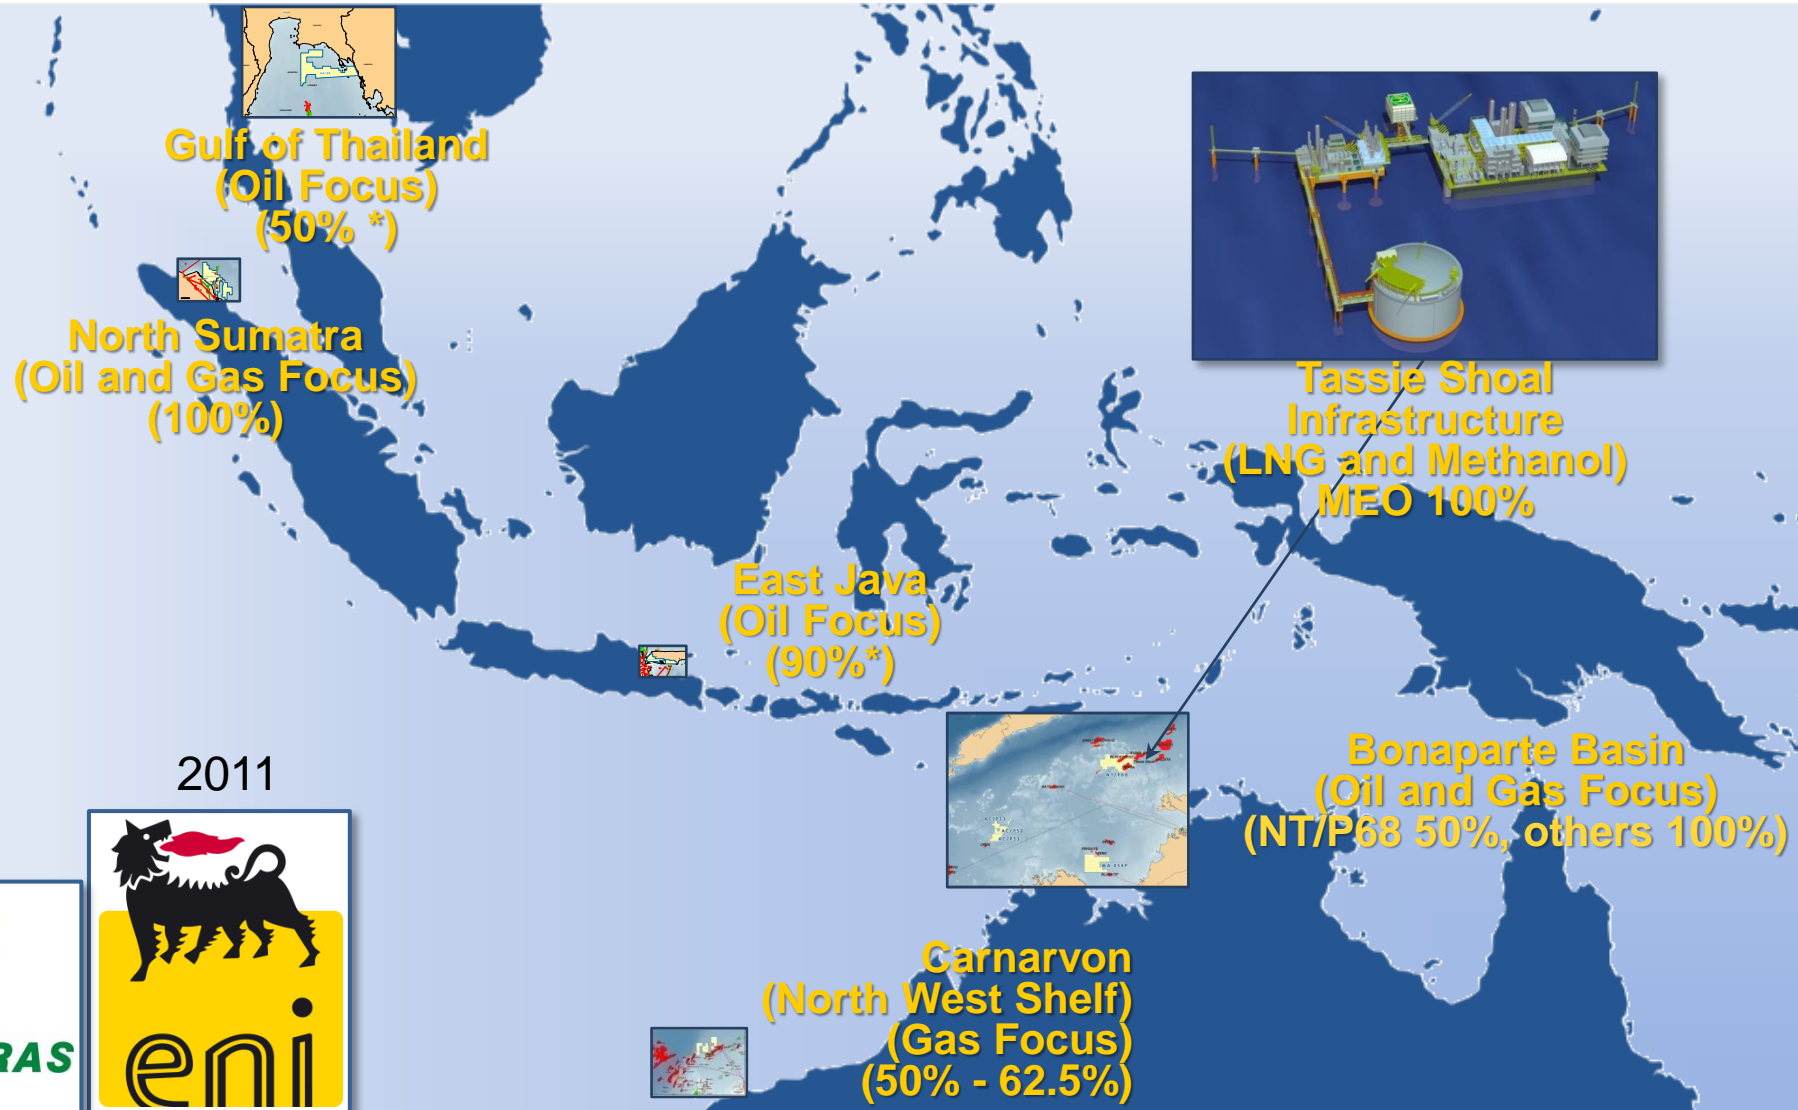 Gulf of Thailand
(Oil Focus)
(50% *)
North Sumatra
(Oil and Gas Focus)
(100%)
Tassie Shoal
Infrastructure
(LNG and Methanol)
MEO 100%
East Java
(Oil Focus)
(90%*)
Bonaparte Basin
(Oil and Gas Focus)
(NT/P68 50%, others 100%)
2011
Carnarvon
(North West Shelf)
(Gas Focus)
(50% - 62.5%)
RAS
eni